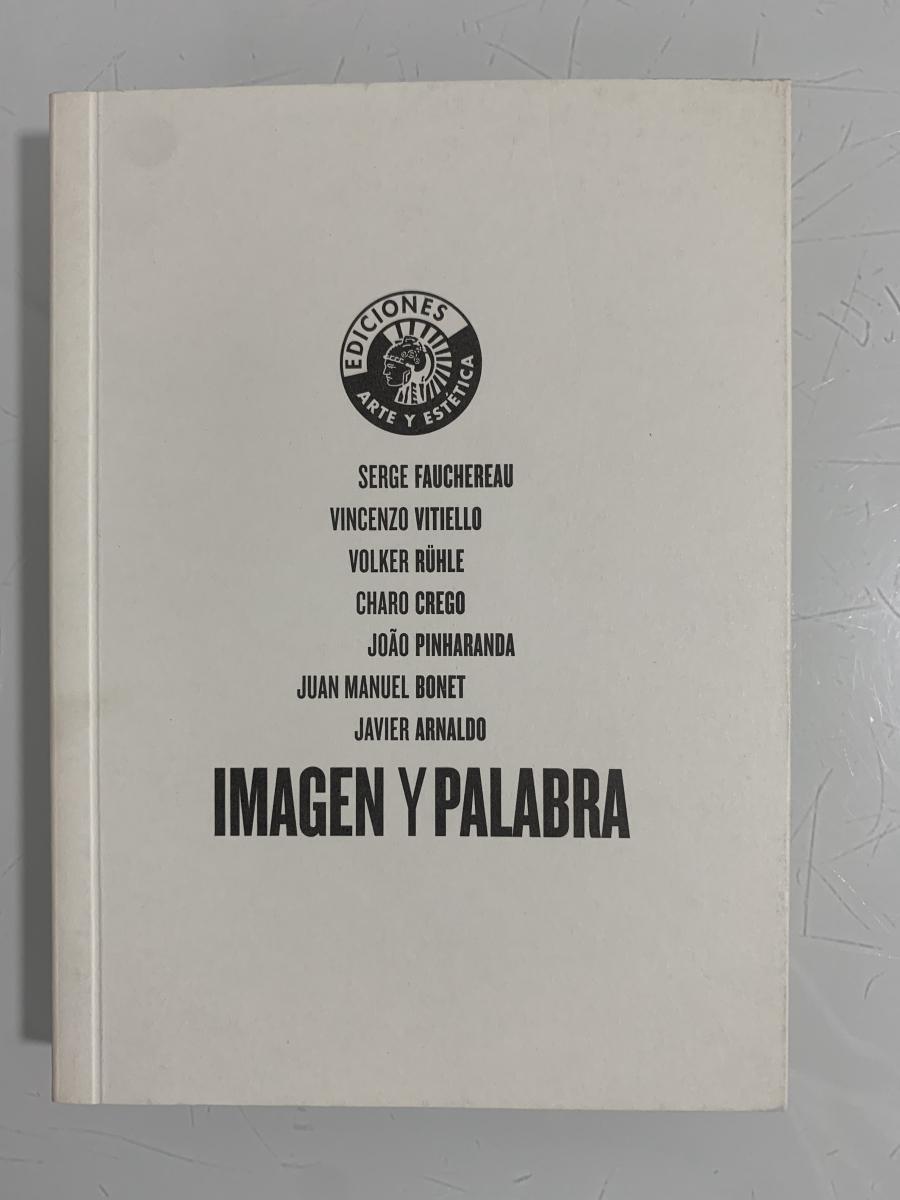 EDICIONES
ARTE Y ESTÉTICA
SERGE FAUCHEREAU
VINCENZO VITIELLO
VOLKER RÜHLE
CHARO CREGO
JOÃO PINHARANDA
JUAN MANUEL BONET
JAVIER ARNALDO
IMAGEN Y PALABRA